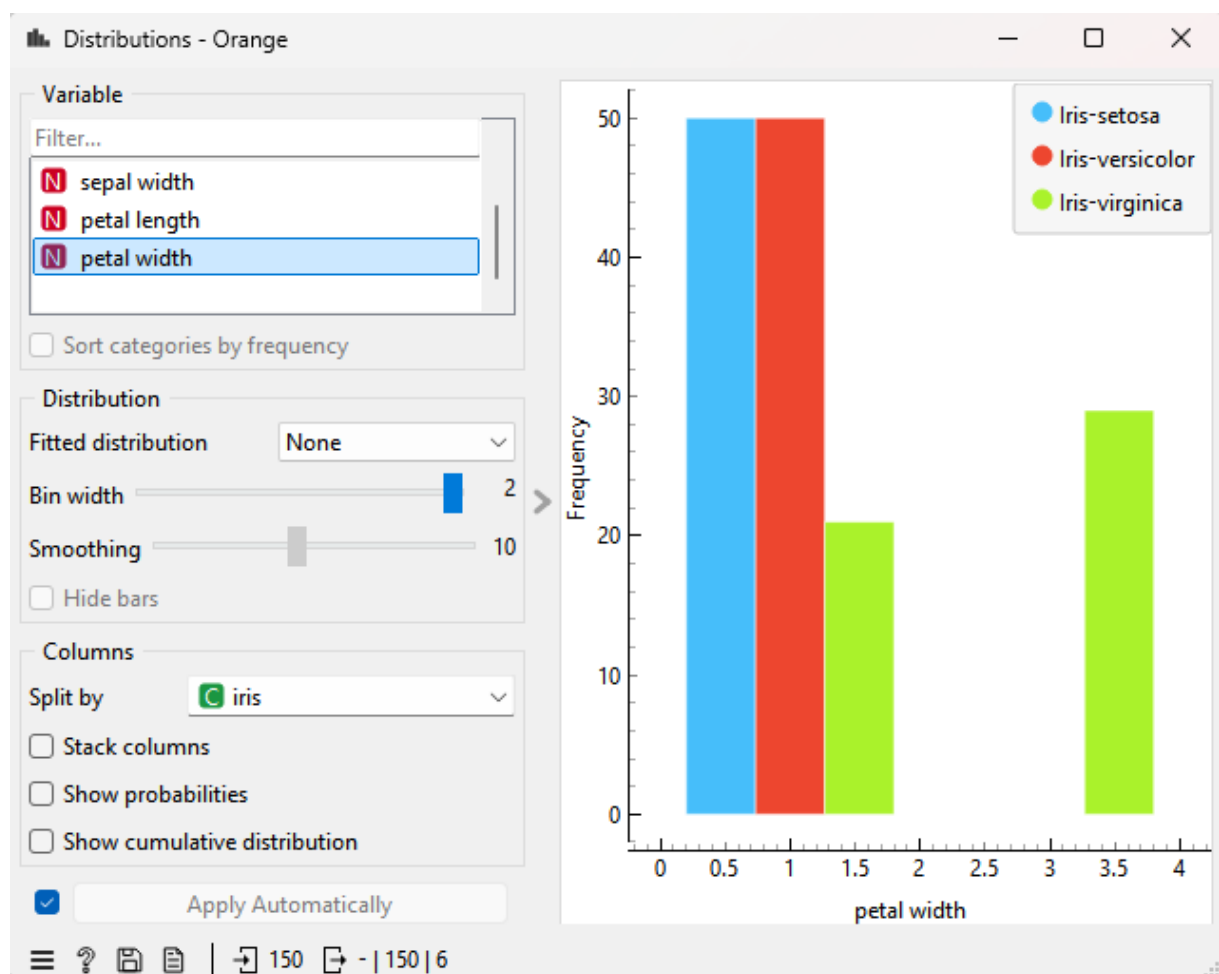 Distributions - Orange
Variable
Filter...
N sepal width
N petal length
N petal width
Sort categories by frequency
Distribution
Fitted distribution None
Bin width 2
Smoothing 10
Hide bars
Columns
Split by C iris
Stack columns
Show probabilities
Show cumulative distribution
Apply Automatically
? 150 - | 150 | 6
Iris-setosa
Iris-versicolor
Iris-virginica
Frequency
50
40
30
20
10
0
0 0.5 1 1.5 2 2.5 3 3.5 4
petal width